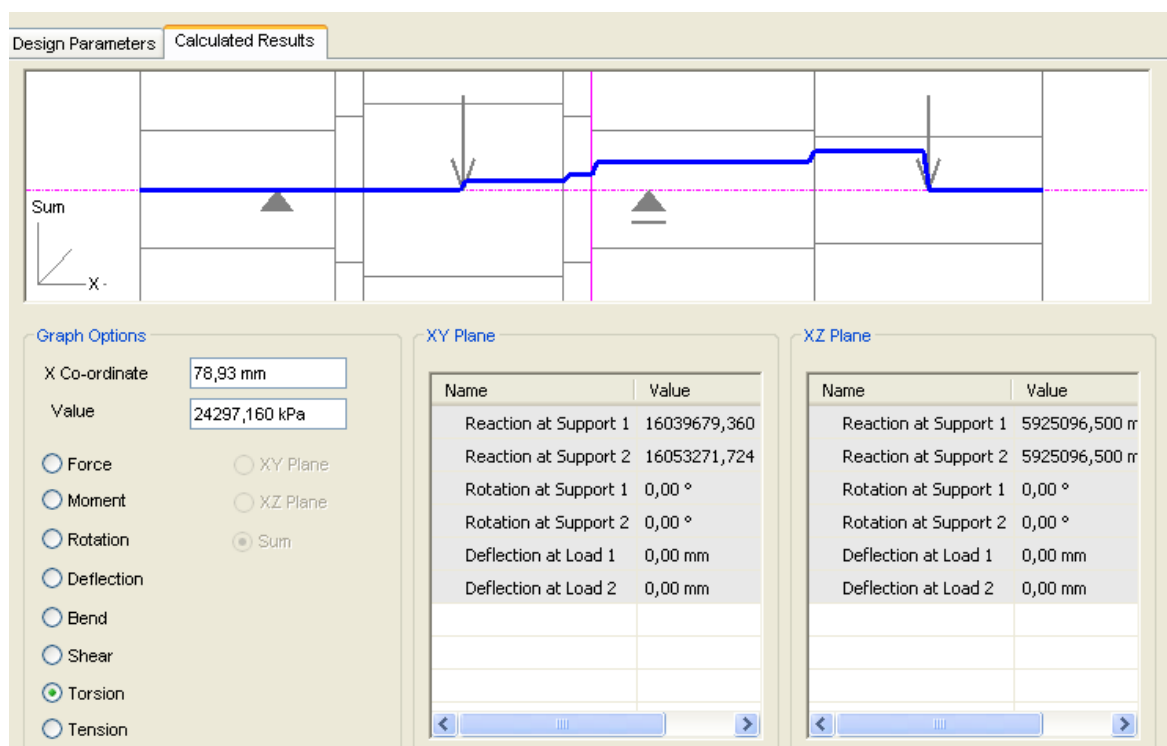 Design Parameters Calculated Results
Sum
X
Graph Options
X Co-ordinate 78,93 mm
Value 24297,160 kPa
Force XY Plane
Moment XZ Plane
Rotation Sum
Deflection
Bend
Shear
Torsion
Tension
XY Plane
Name Value
Reaction at Support 1 16039679,360
Reaction at Support 2 16053271,724
Rotation at Support 1 0,00 °
Rotation at Support 2 0,00 °
Deflection at Load 1 0,00 mm
Deflection at Load 2 0,00 mm
XZ Plane
Name Value
Reaction at Support 1 5925096,500 m
Reaction at Support 2 5925096,500 m
Rotation at Support 1 0,00 °
Rotation at Support 2 0,00 °
Deflection at Load 1 0,00 mm
Deflection at Load 2 0,00 mm